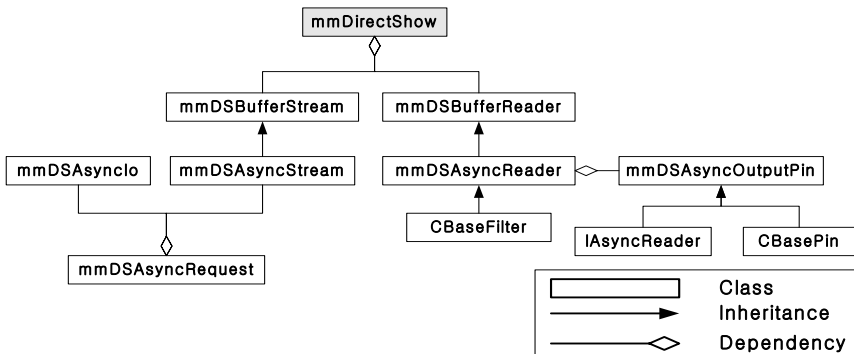 mmDirectShow
mmDSBufferStream
mmDSBufferReader
mmDSAsyncIo
mmDSAsyncStream
mmDSAsyncReader
mmDSAsyncOutputPin
CBaseFilter
IAsyncReader
CBasePin
mmDSAsyncRequest
Class
Inheritance
Dependency